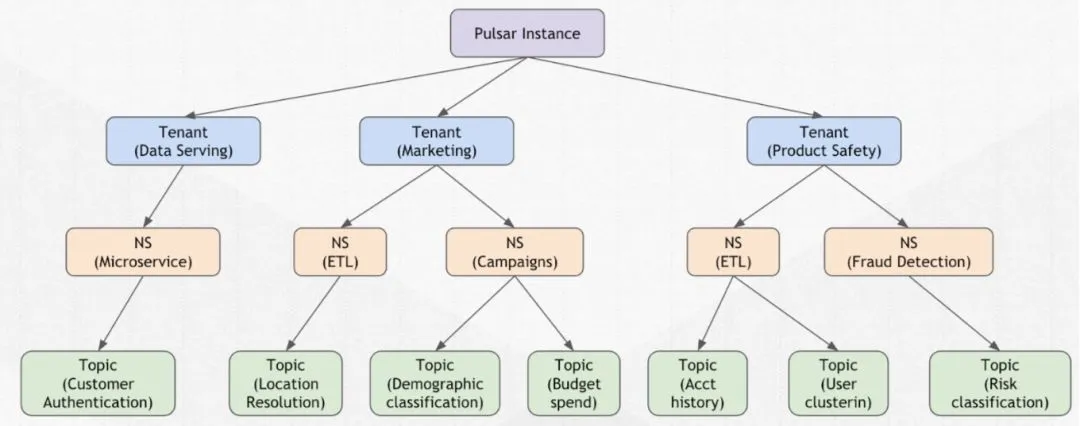 Pulsar Instance
Tenant
(Data Serving)
Tenant
(Marketing)
Tenant
(Product Safety)
NS
(Microservice)
NS
(ETL)
NS
(Campaigns)
NS
(ETL)
NS
(Fraud Detection)
Topic
(Customer
Authentication)
Topic
(Location
Resolution)
Topic
(Demographic
classification)
Topic
(Budget
spend)
Topic
(Acct
history)
Topic
(User
clusterin)
Topic
(Risk
classification)